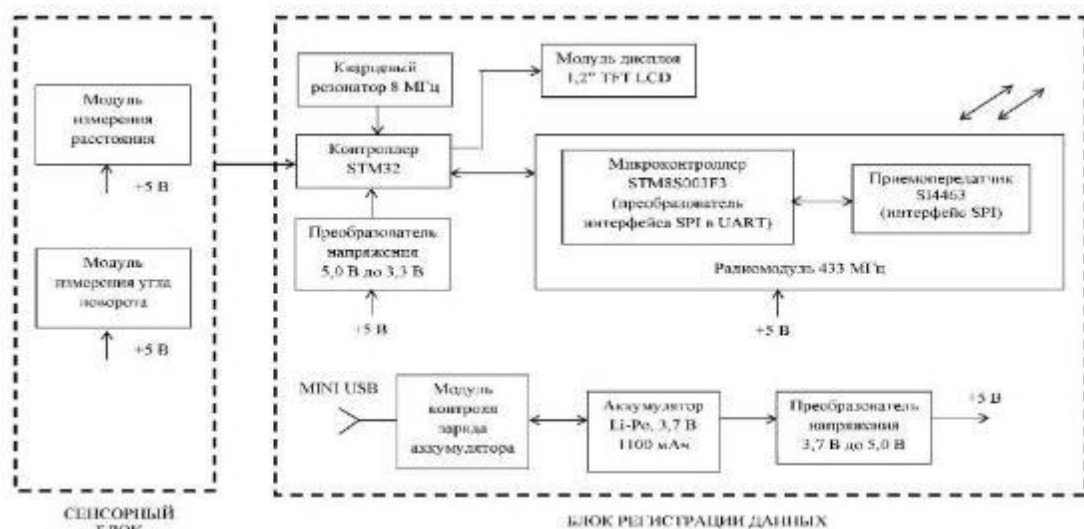 Модуль
измерения
расстояния
+5 В
Модуль
измерения угла
поворота
+5 В
СЕНСОРНЫЙ
БЛОК
Кварцевый
резонатор 8 МГц
Модуль дисплея
1,2" TFT LCD
Контроллер
STM32
Микроконтроллер
STM8S003F3
(преобразователь
интерфейса SPI в UART)
Приемопередатчик
SI4463
(интерфейс SPI)
Радиомодуль 433 МГц
Преобразователь
напряжения
5,0 В до 3,3 В
+5 В
+5 В
MINI USB
Модуль
контроля
заряда
аккумулятора
Аккумулятор
Li-Po, 3,7 В
1100 мАч
Преобразователь
напряжения
3,7 В до 5,0 В
+5 В
БЛОК РЕГИСТРАЦИИ ДАННЫХ